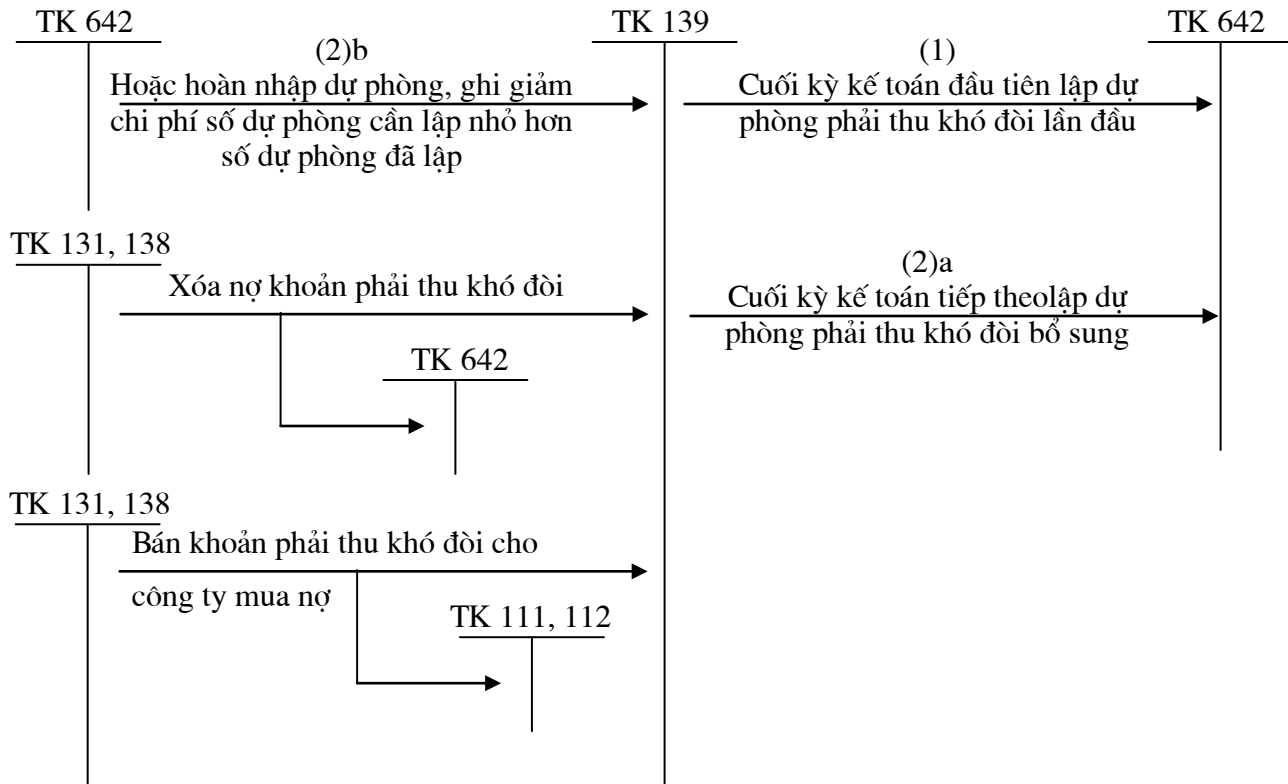 TK 642
TK 139
TK 642
(2)b
Hoặc hoàn nhập dự phòng, ghi giảm
chi phí số dự phòng cần lập nhỏ hơn
số dự phòng đã lập
(1)
Cuối kỳ kế toán đầu tiên lập dự
phòng phải thu khó đòi lần đầu
TK 131, 138
Xóa nợ khoản phải thu khó đòi
TK 642
(2)a
Cuối kỳ kế toán tiếp theolập dự
phòng phải thu khó đòi bổ sung
TK 131, 138
Bán khoản phải thu khó đòi cho
công ty mua nợ
TK 111, 112